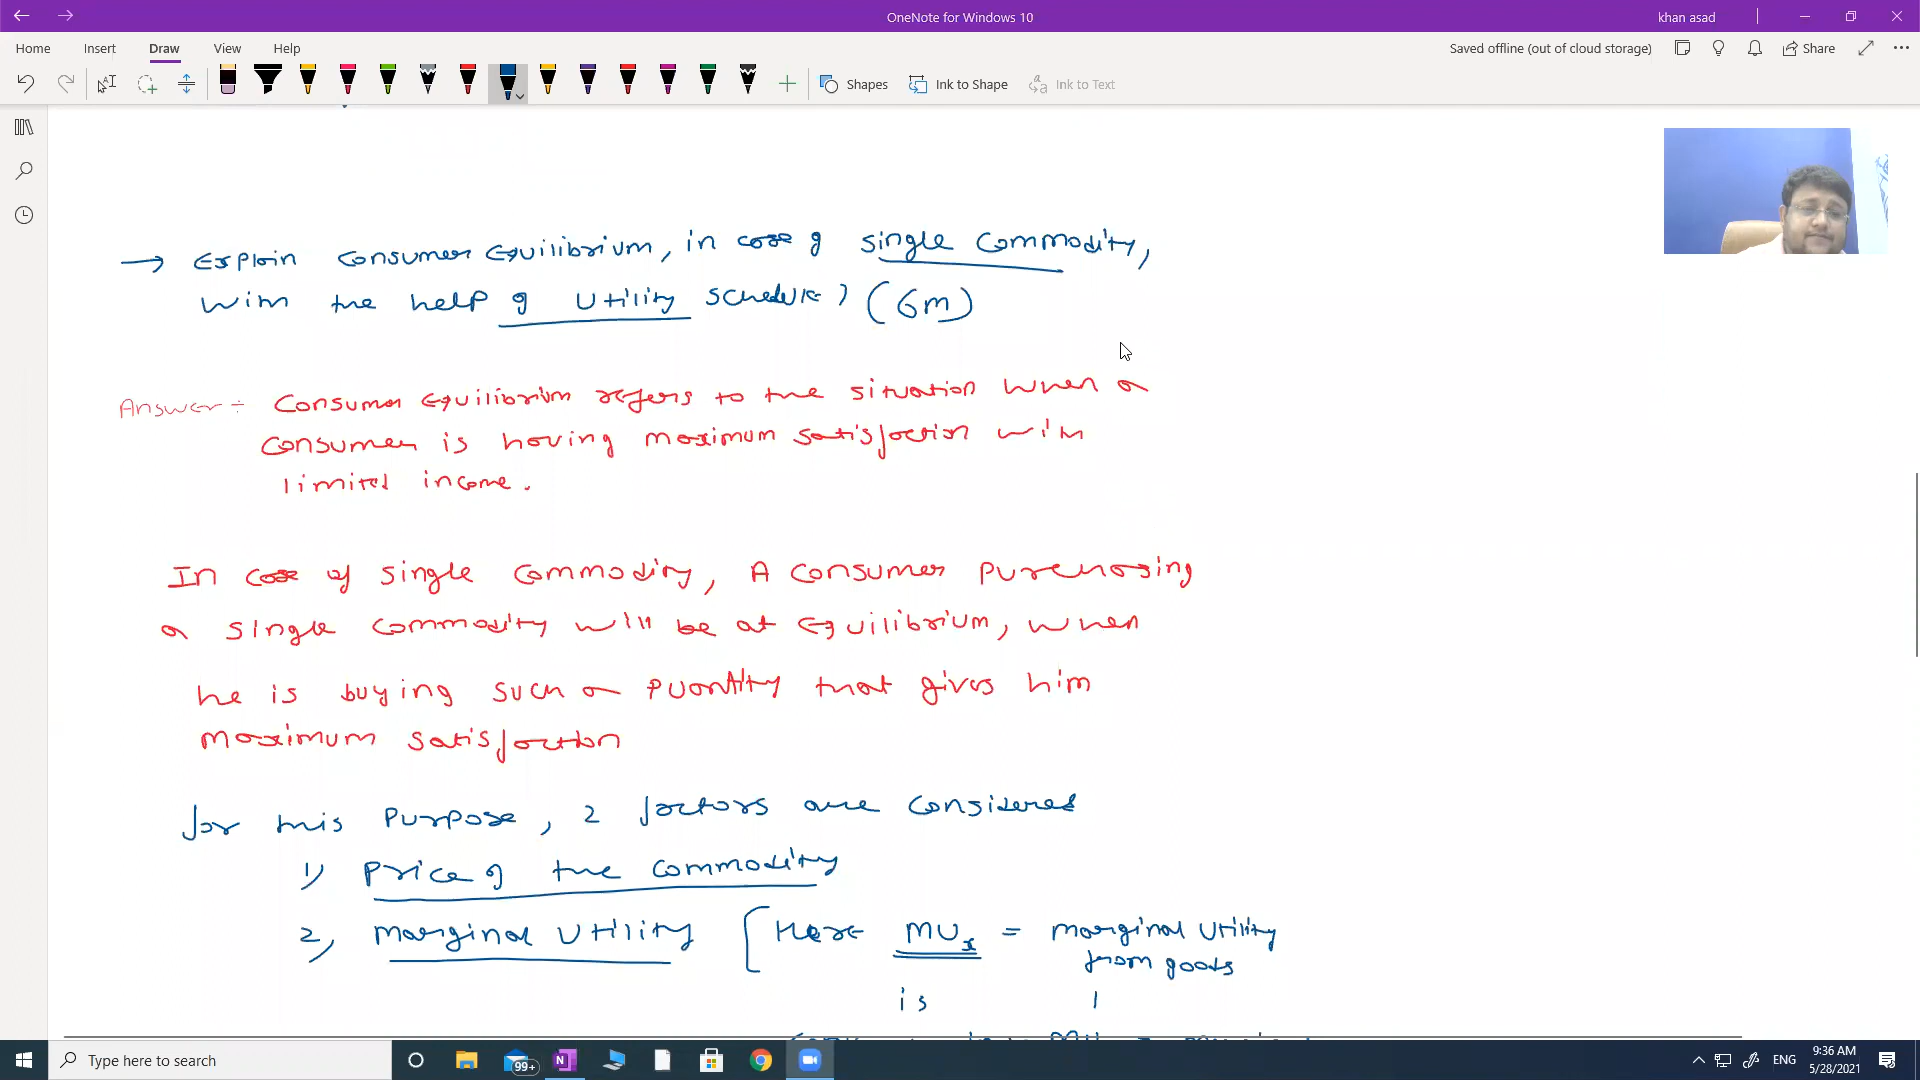 OneNote for Windows 10
khan asad
Home Insert Draw View Help
Saved offline (out of cloud storage) Share
Shapes Ink to Shape Ink to Text
→ Explain Consumer Equilibrium, in case of single Commodity,
with the help of Utility schedule? (6m)
Answer :- Consumer Equilibrium refers to the situation when a
Consumer is having maximum satisfaction with
limited income.
In case of single Commodity, A Consumer purchasing
a single Commodity will be at Equilibrium, when
he is buying such a quantity that gives him
maximum satisfaction
for this Purpose, 2 factors are Considered
1) Price of the Commodity
2) Marginal Utility [Here MUx = Marginal Utility
from goods
is
Type here to search
99+
ENG
9:36 AM
5/28/2021